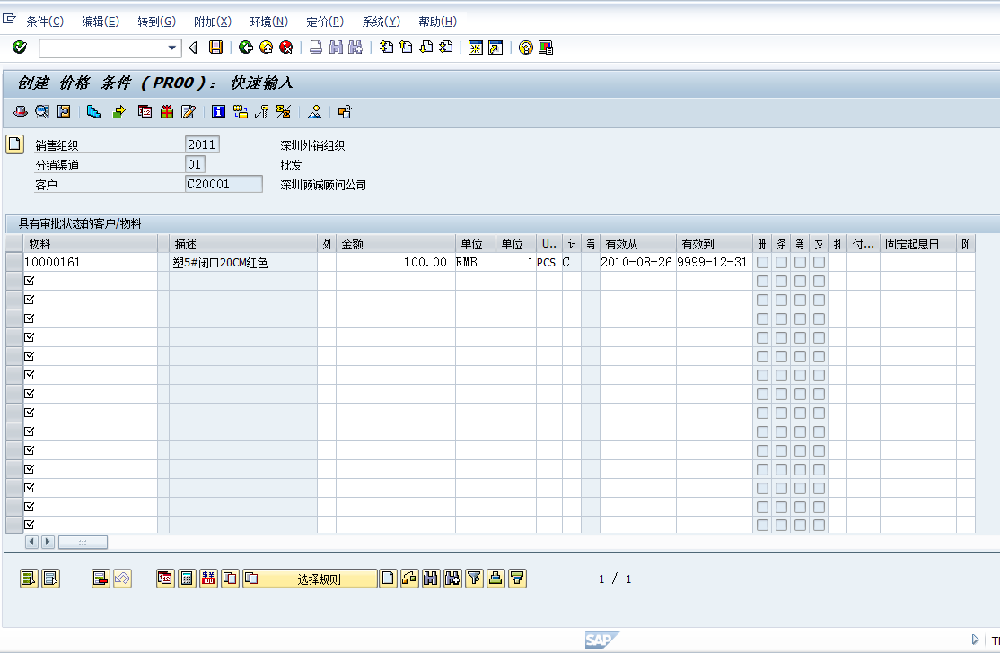 条件(C) 编辑(E) 转到(G) 附加(X) 环境(N) 定价(P) 系统(Y) 帮助(H)
创建 价格 条件 (PR00)： 快速输入
销售组织 2011 深圳外销组织
分销渠道 01 批发
客户 C20001 深圳顾诚顾问公司
具有审批状态的客户/物料
物料 描述 处 金额 单位 单位 U.. 计 等 有效从 有效到 册 条 等 文 扌 付... 固定起息日 阶
10000161 塑5#闭口20CM红色 100.00 RMB 1 PCS C 2010-08-26 9999-12-31
选择规则 1 / 1
SAP